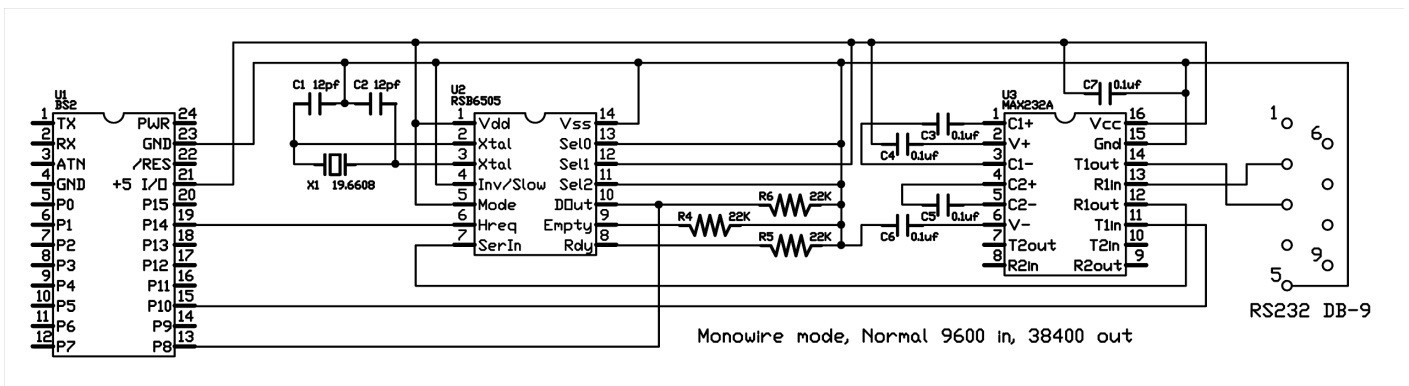 C1 12pf
C2 12pf
X1 19.6608
U1
BS2
1 TX PWR 24
2 RX GND 23
3 ATN /RES 22
4 GND +5 I/O 21
5 P0 P15 20
6 P1 P14 19
7 P2 P13 18
8 P3 P12 17
9 P4 P11 16
10 P5 P10 15
11 P6 P9 14
12 P7 P8 13
U2
RSB6505
1 Vdd Vss 14
2 Xtal Sel0 13
3 Xtal Sel1 12
4 Inv/Slow Sel2 11
5 Mode DOut 10
6 Hreq Empty 9
7 SerIn Rdy 8
R6 22K
R4 22K
R5 22K
C3 0.1uf
C4 0.1uf
C5 0.1uf
C6 0.1uf
C7 0.1uf
U3
MAX232A
1 C1+ Vcc 16
2 V+ Gnd 15
3 C1- T1out 14
4 C2+ R1in 13
5 C2- R1out 12
6 V- T1in 11
7 T2out T2in 10
8 R2in R2out 9
1
6
9
5
RS232 DB-9
Monowire mode, Normal 9600 in, 38400 out